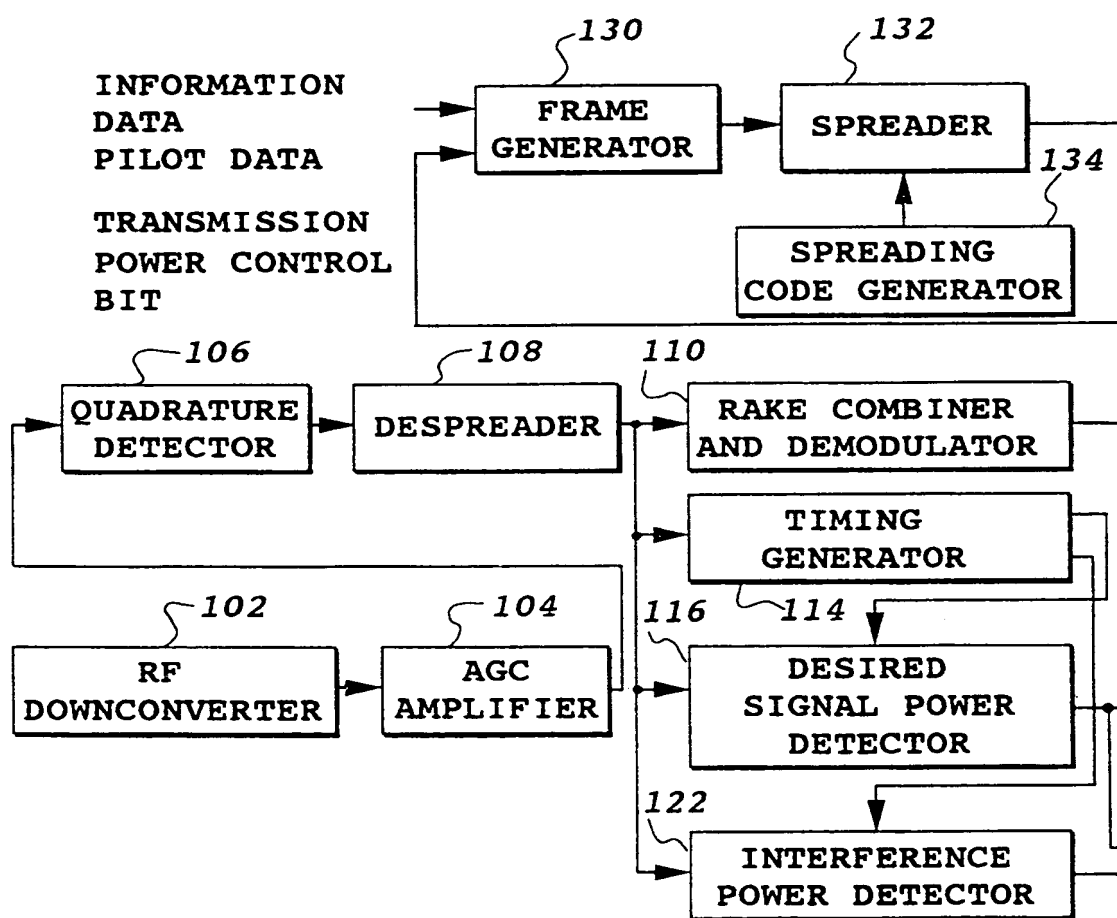 130
132
INFORMATION
DATA
PILOT DATA
FRAME
GENERATOR
SPREADER
134
TRANSMISSION
POWER CONTROL
BIT
SPREADING
CODE GENERATOR
106
108
110
QUADRATURE
DETECTOR
DESPREADER
RAKE COMBINER
AND DEMODULATOR
TIMING
GENERATOR
102
104
116
114
RF
DOWNCONVERTER
AGC
AMPLIFIER
DESIRED
SIGNAL POWER
DETECTOR
122
INTERFERENCE
POWER DETECTOR